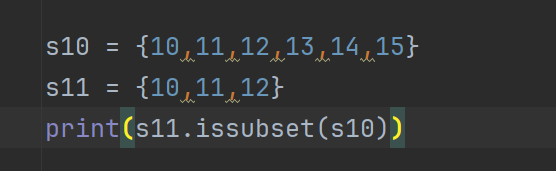 s10 = {10,11,12,13,14,15}
s11 = {10,11,12}
print(s11.issubset(s10))